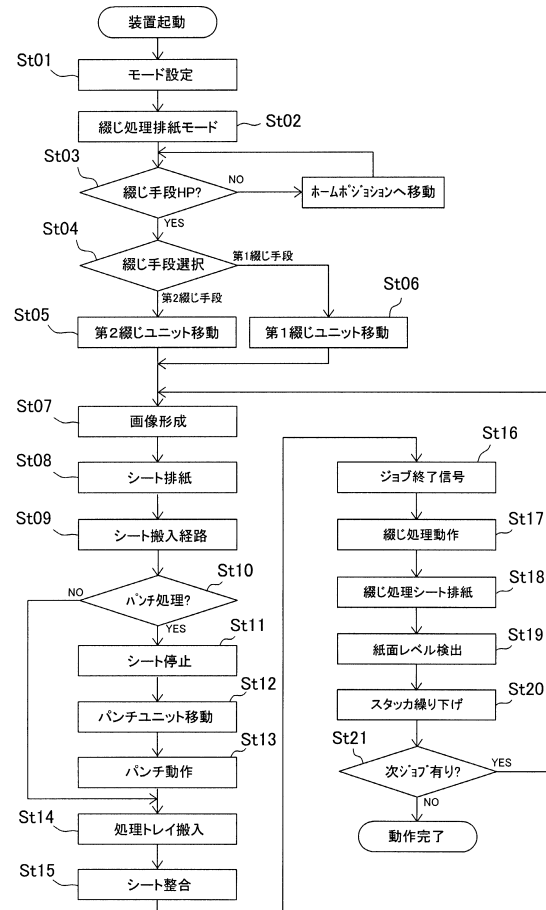 装置起動
St01
モード設定
St02
綴じ処理排紙モード
St03
綴じ手段HP?
NO
ホームポジションへ移動
YES
St04
綴じ手段選択
第1綴じ手段
第2綴じ手段
St05
第2綴じユニット移動
St06
第1綴じユニット移動
St07
画像形成
St08
シート排紙
St09
シート搬入経路
St10
パンチ処理?
NO
YES
St11
シート停止
St12
パンチユニット移動
St13
パンチ動作
St14
処理トレイ搬入
St15
シート整合
St16
ジョブ終了信号
St17
綴じ処理動作
St18
綴じ処理シート排紙
St19
紙面レベル検出
St20
スタッカ繰り下げ
St21
次ジョブ有り?
YES
NO
動作完了